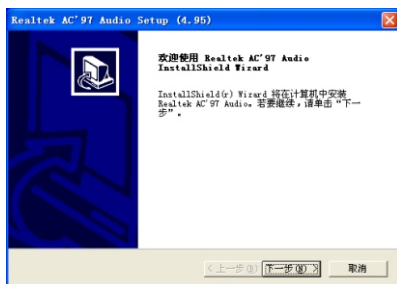 Realtek AC'97 Audio Setup (4.95)
欢迎使用 Realtek AC'97 Audio
InstallShield Wizard
InstallShield(r) Wizard 将在计算机中安装
Realtek AC'97 Audio。若要继续，请单击“下一
步”。
<上一步(B)
下一步(N)>
取消